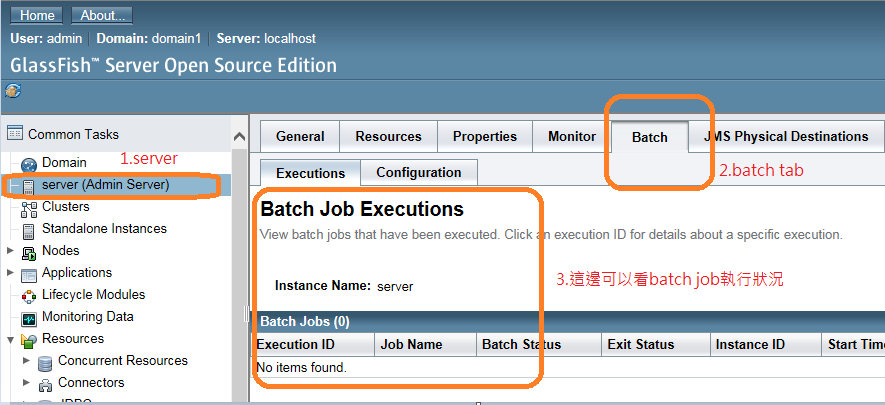 Home About...
User: admin Domain: domain1 Server: localhost
GlassFish™ Server Open Source Edition
Common Tasks
Domain
1.server
server (Admin Server)
Clusters
Standalone Instances
Nodes
Applications
Lifecycle Modules
Monitoring Data
Resources
Concurrent Resources
Connectors
General Resources Properties Monitor Batch JMS Physical Destinations
2.batch tab
Executions Configuration
Batch Job Executions
View batch jobs that have been executed. Click an execution ID for details about a specific execution.
Instance Name: server
3.這邊可以看batch job執行狀況
Batch Jobs (0)
Execution ID Job Name Batch Status Exit Status Instance ID Start Time
No items found.